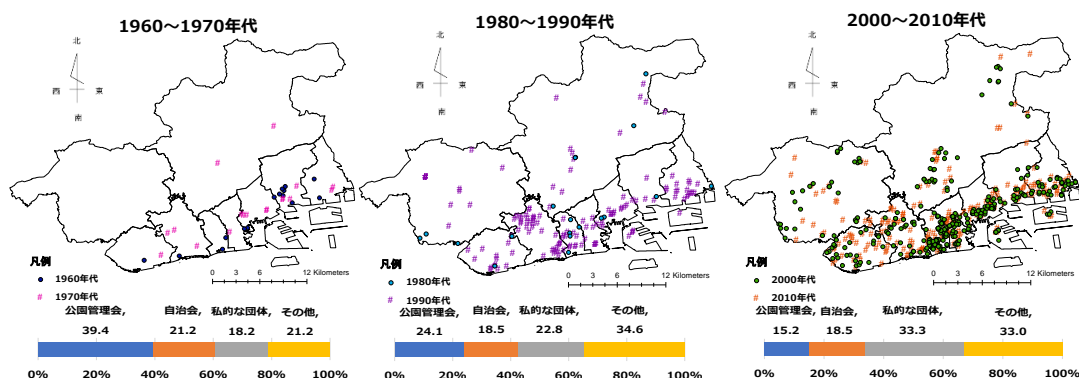 1960～1970年代
北
西 東
南
0 3 6 12 Kilometers
凡例
1960年代
# 1970年代
公園管理会, 自治会, 私的な団体, その他,
39.4 21.2 18.2 21.2
0% 20% 40% 60% 80% 100%
1980～1990年代
北
西 東
南
0 3 6 12 Kilometers
凡例
1980年代
# 1990年代
公園管理会, 自治会, 私的な団体, その他,
24.1 18.5 22.8 34.6
0% 20% 40% 60% 80% 100%
2000～2010年代
北
西 東
南
0 3 6 12 Kilometers
凡例
2000年代
# 2010年代
公園管理会, 自治会, 私的な団体, その他,
15.2 18.5 33.3 33.0
0% 20% 40% 60% 80% 100%